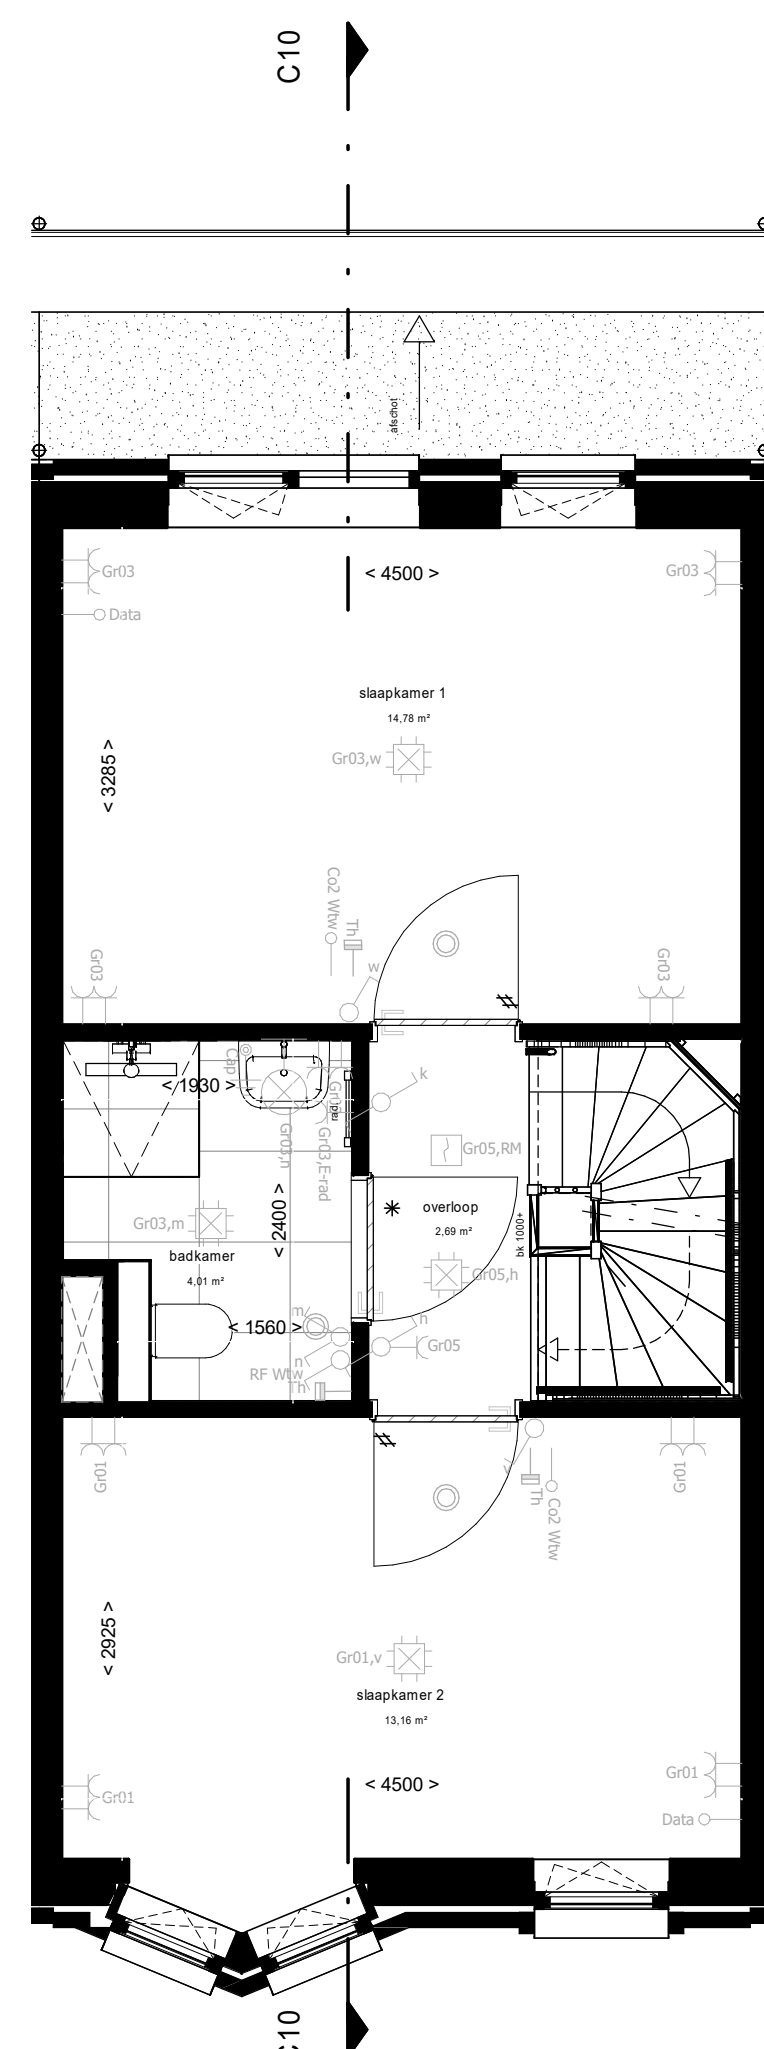 C10
afschot
Gr03
< 4500 >
Gr03
Data
slaapkamer 1
14,78 m²
Gr03,w
< 3285 >
Co2 Wtw
Th
w
Gr03
Gr03
Cap
< 1930 >
k
rad
Gr03,n
Gr03,E-rad
Gr05,RM
Gr03,m
< 2400 >
overloop
2,69 m²
bk 1000+
badkamer
4,01 m²
Gr05,h
m
< 1560 >
h
Gr05
n
RF Wtw
Th
Gr01
v
Th
Co2 Wtw
Gr01
< 2925 >
Gr01,v
slaapkamer 2
13,16 m²
Gr01
< 4500 >
Gr01
Data
C10